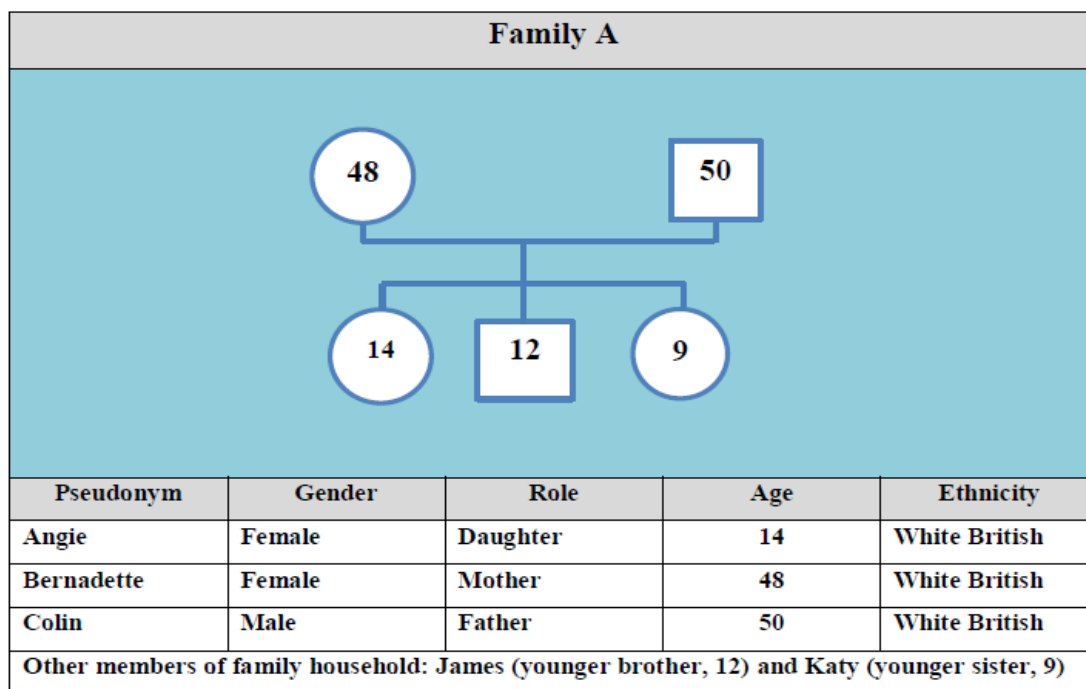 Family A
48
50
14
12
9
Pseudonym Gender Role Age Ethnicity
Angie Female Daughter 14 White British
Bernadette Female Mother 48 White British
Colin Male Father 50 White British
Other members of family household: James (younger brother, 12) and Katy (younger sister, 9)